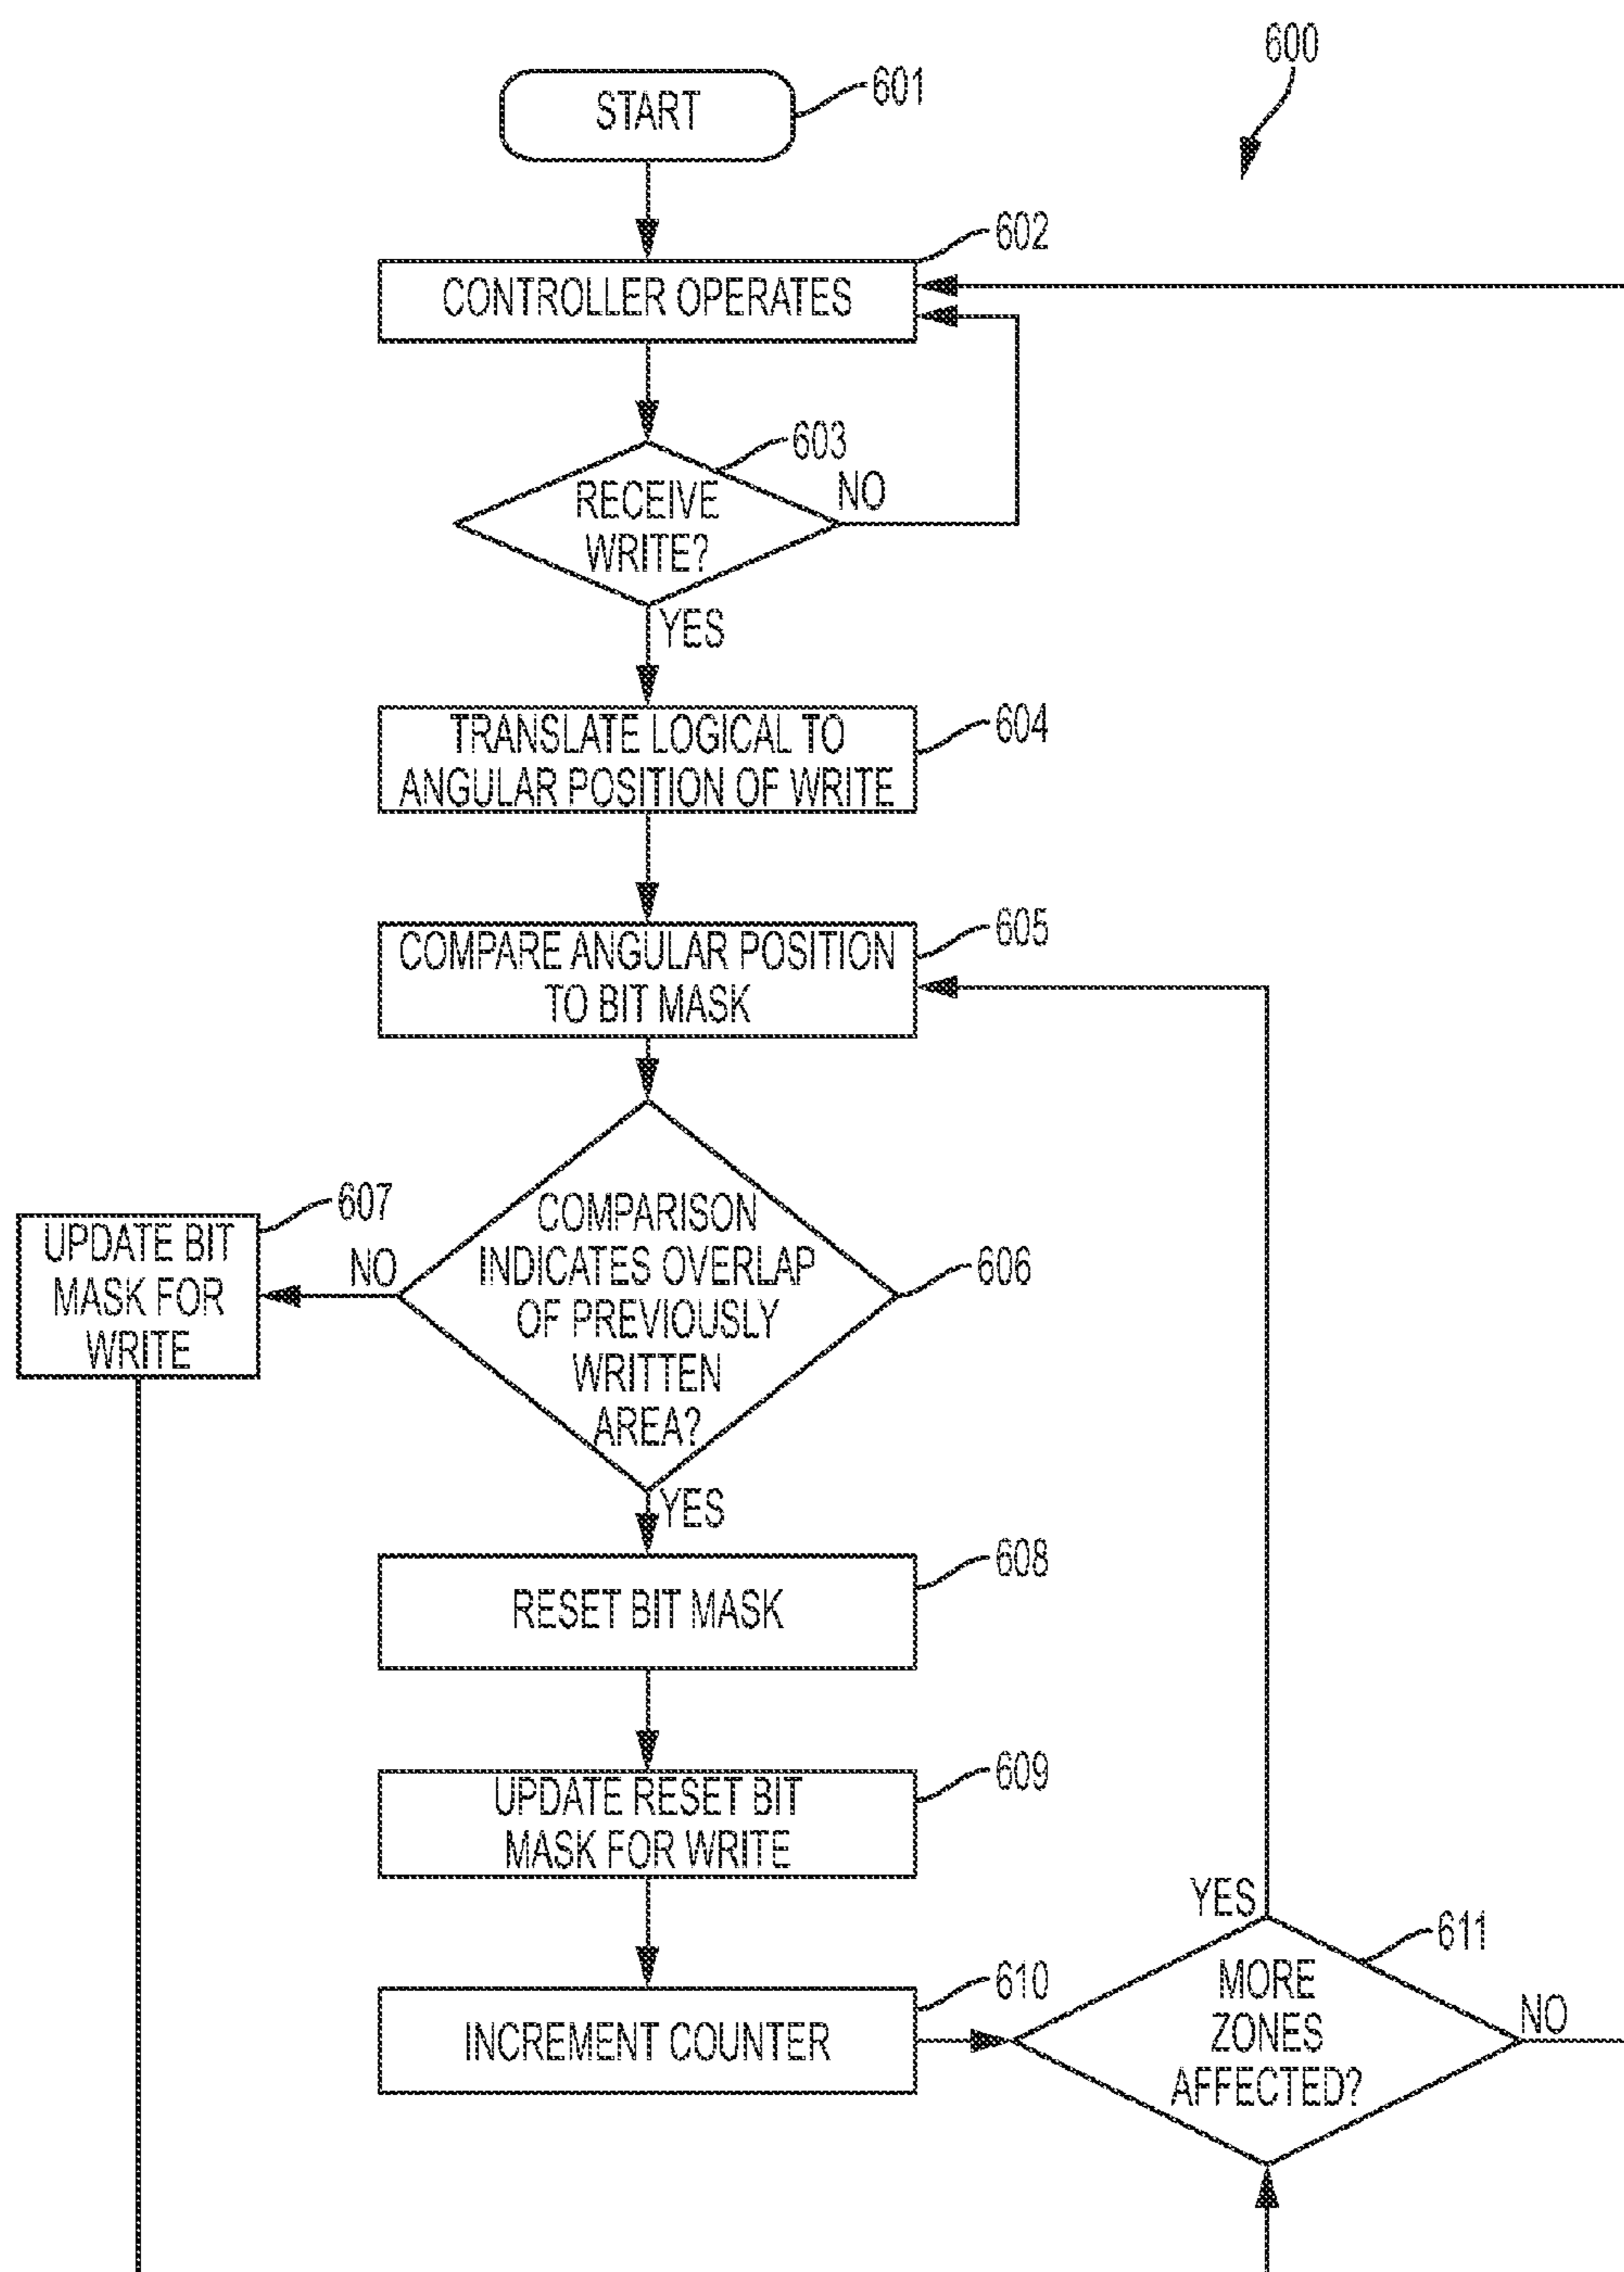 600
START
601
CONTROLLER OPERATES
602
RECEIVE
WRITE?
603
NO
YES
TRANSLATE LOGICAL TO
ANGULAR POSITION OF WRITE
604
COMPARE ANGULAR POSITION
TO BIT MASK
605
COMPARISON
INDICATES OVERLAP
OF PREVIOUSLY
WRITTEN
AREA?
606
NO
UPDATE BIT
MASK FOR
WRITE
607
YES
RESET BIT MASK
608
UPDATE RESET BIT
MASK FOR WRITE
609
INCREMENT COUNTER
610
YES
MORE
ZONES
AFFECTED?
611
NO